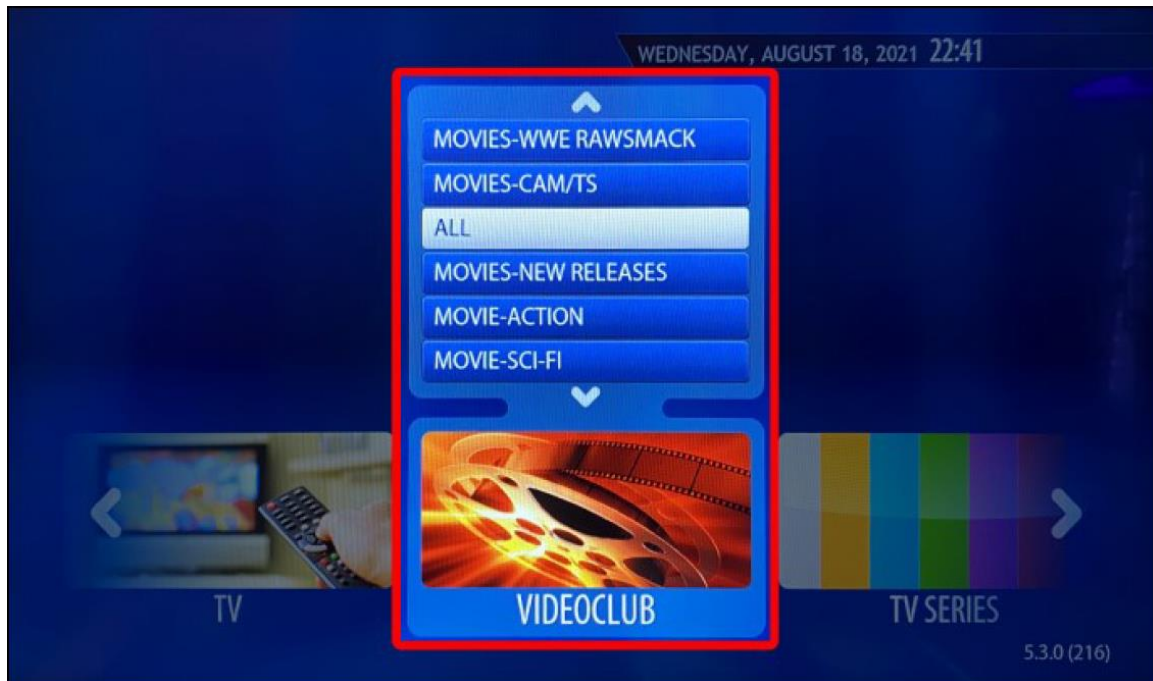 WEDNESDAY, AUGUST 18, 2021 22:41
MOVIES-WWE RAWSMACK
MOVIES-CAM/TS
ALL
MOVIES-NEW RELEASES
MOVIE-ACTION
MOVIE-SCI-FI
TV
VIDEOCLUB
TV SERIES
5.3.0 (216)